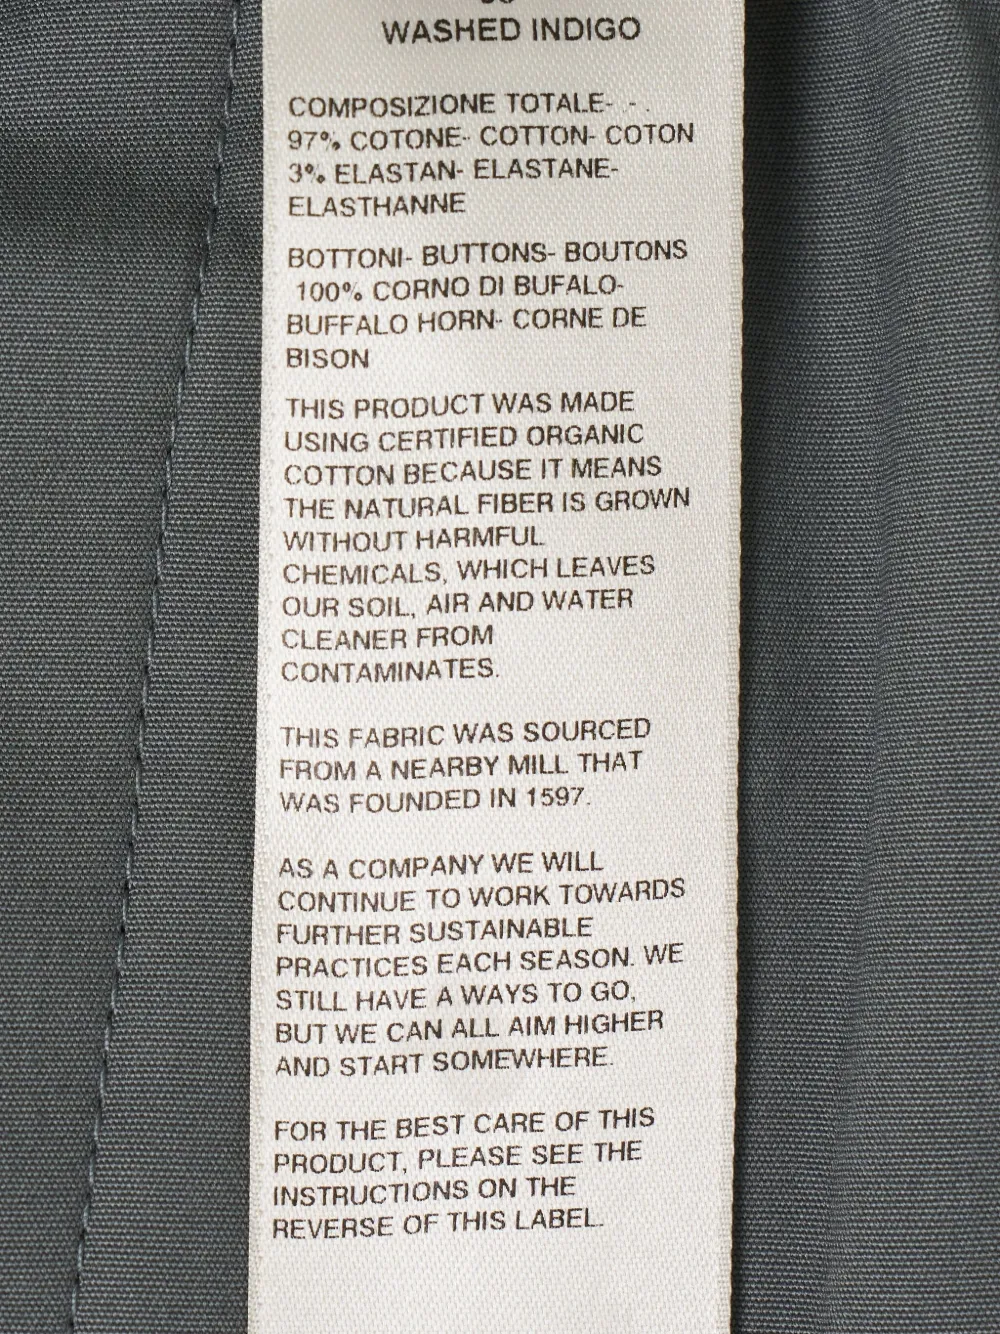 WASHED INDIGO
COMPOSIZIONE TOTALE- - .
97% COTONE- COTTON- COTON
3% ELASTAN- ELASTANE-
ELASTHANNE
BOTTONI- BUTTONS- BOUTONS
100% CORNO DI BUFALO-
BUFFALO HORN- CORNE DE
BISON
THIS PRODUCT WAS MADE
USING CERTIFIED ORGANIC
COTTON BECAUSE IT MEANS
THE NATURAL FIBER IS GROWN
WITHOUT HARMFUL
CHEMICALS, WHICH LEAVES
OUR SOIL, AIR AND WATER
CLEANER FROM
CONTAMINATES.
THIS FABRIC WAS SOURCED
FROM A NEARBY MILL THAT
WAS FOUNDED IN 1597.
AS A COMPANY WE WILL
CONTINUE TO WORK TOWARDS
FURTHER SUSTAINABLE
PRACTICES EACH SEASON. WE
STILL HAVE A WAYS TO GO,
BUT WE CAN ALL AIM HIGHER
AND START SOMEWHERE.
FOR THE BEST CARE OF THIS
PRODUCT, PLEASE SEE THE
INSTRUCTIONS ON THE
REVERSE OF THIS LABEL.